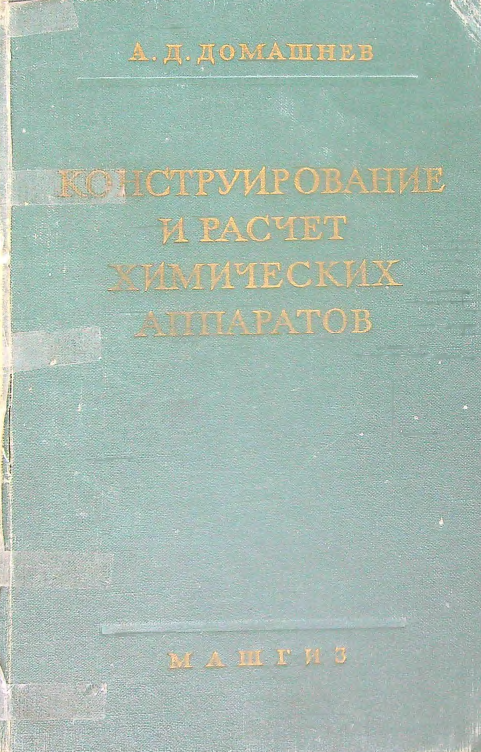 А. Д. ДОМАШНЕВ
КОНСТРУИРОВАНИЕ
И РАСЧЕТ
ХИМИЧЕСКИХ
АППАРАТОВ
МАШГИЗ